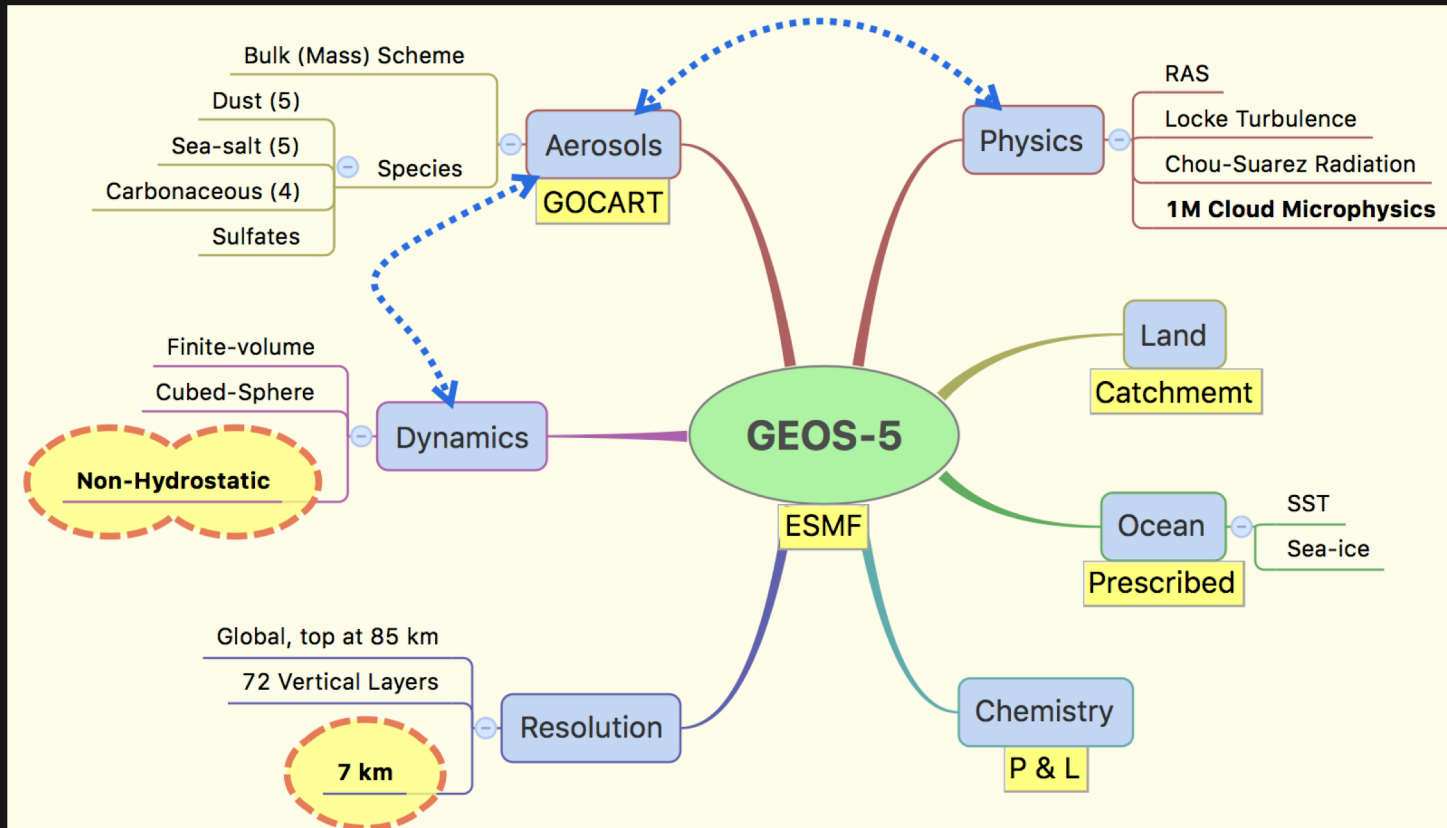 Bulk (Mass) Scheme
Dust (5)
Sea-salt (5)
Carbonaceous (4)
Sulfates
Species
Aerosols
GOCART
Physics
RAS
Locke Turbulence
Chou-Suarez Radiation
1M Cloud Microphysics
Finite-volume
Cubed-Sphere
Non-Hydrostatic
Dynamics
GEOS-5
ESMF
Land
Catchmemt
Ocean
Prescribed
SST
Sea-ice
Global, top at 85 km
72 Vertical Layers
7 km
Resolution
Chemistry
P & L